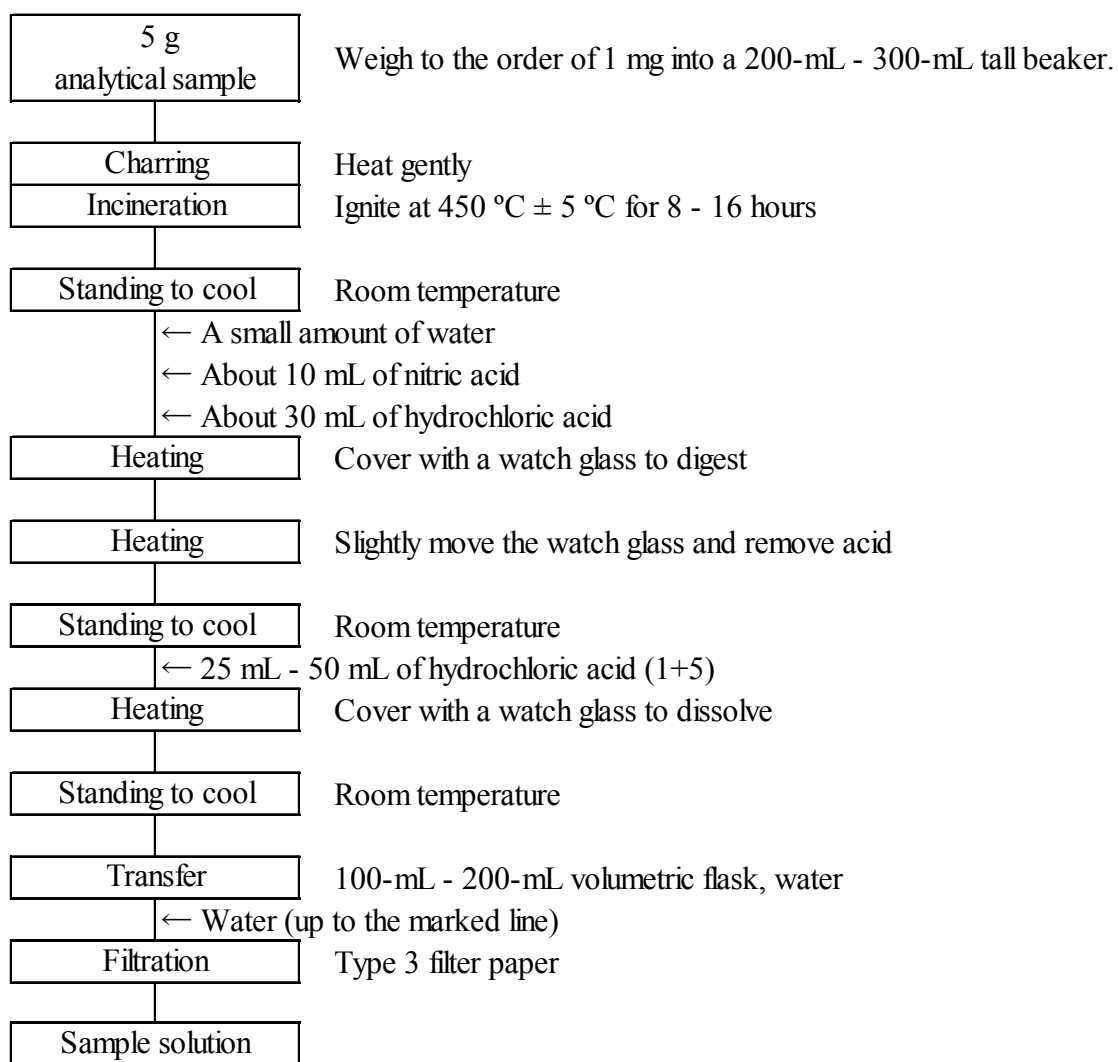 5 g
analytical sample
Weigh to the order of 1 mg into a 200-mL - 300-mL tall beaker.
Charring
Heat gently
Incineration
Ignite at 450 ºC ± 5 ºC for 8 - 16 hours
Standing to cool
Room temperature
← A small amount of water
← About 10 mL of nitric acid
← About 30 mL of hydrochloric acid
Heating
Cover with a watch glass to digest
Heating
Slightly move the watch glass and remove acid
Standing to cool
Room temperature
← 25 mL - 50 mL of hydrochloric acid (1+5)
Heating
Cover with a watch glass to dissolve
Standing to cool
Room temperature
Transfer
100-mL - 200-mL volumetric flask, water
← Water (up to the marked line)
Filtration
Type 3 filter paper
Sample solution